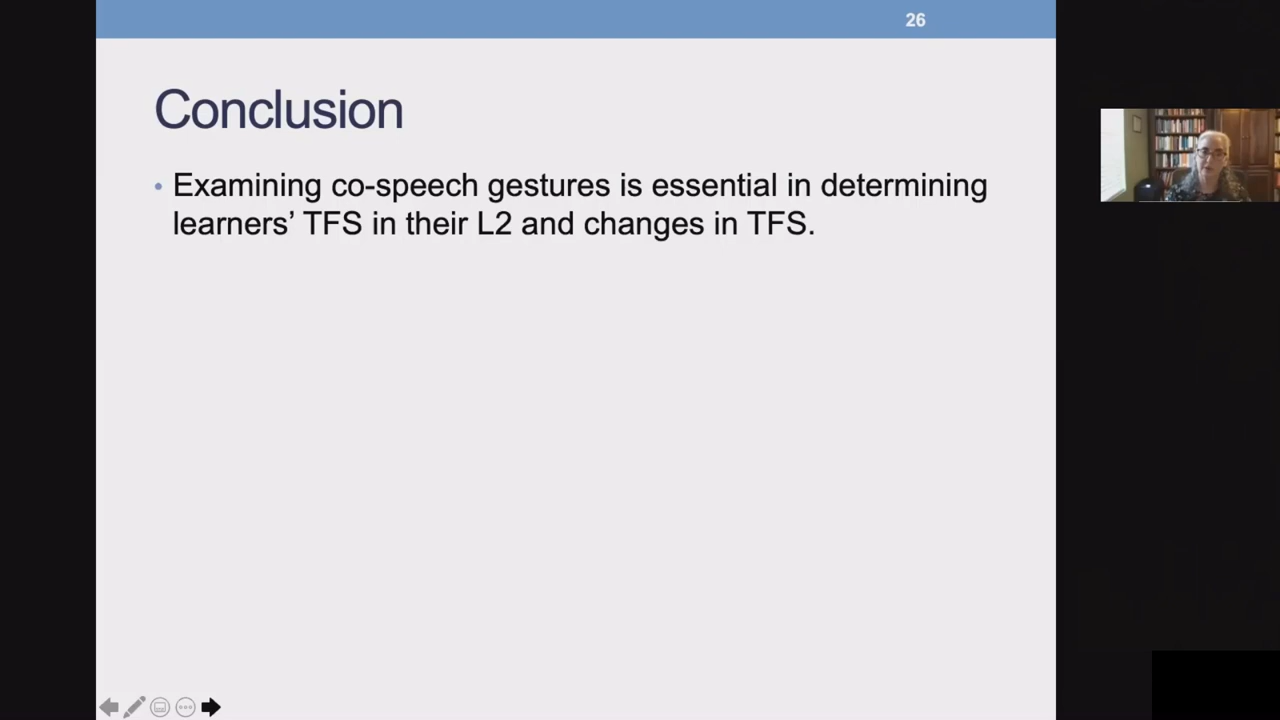 26
Conclusion
• Examining co-speech gestures is essential in determining
learners’ TFS in their L2 and changes in TFS.